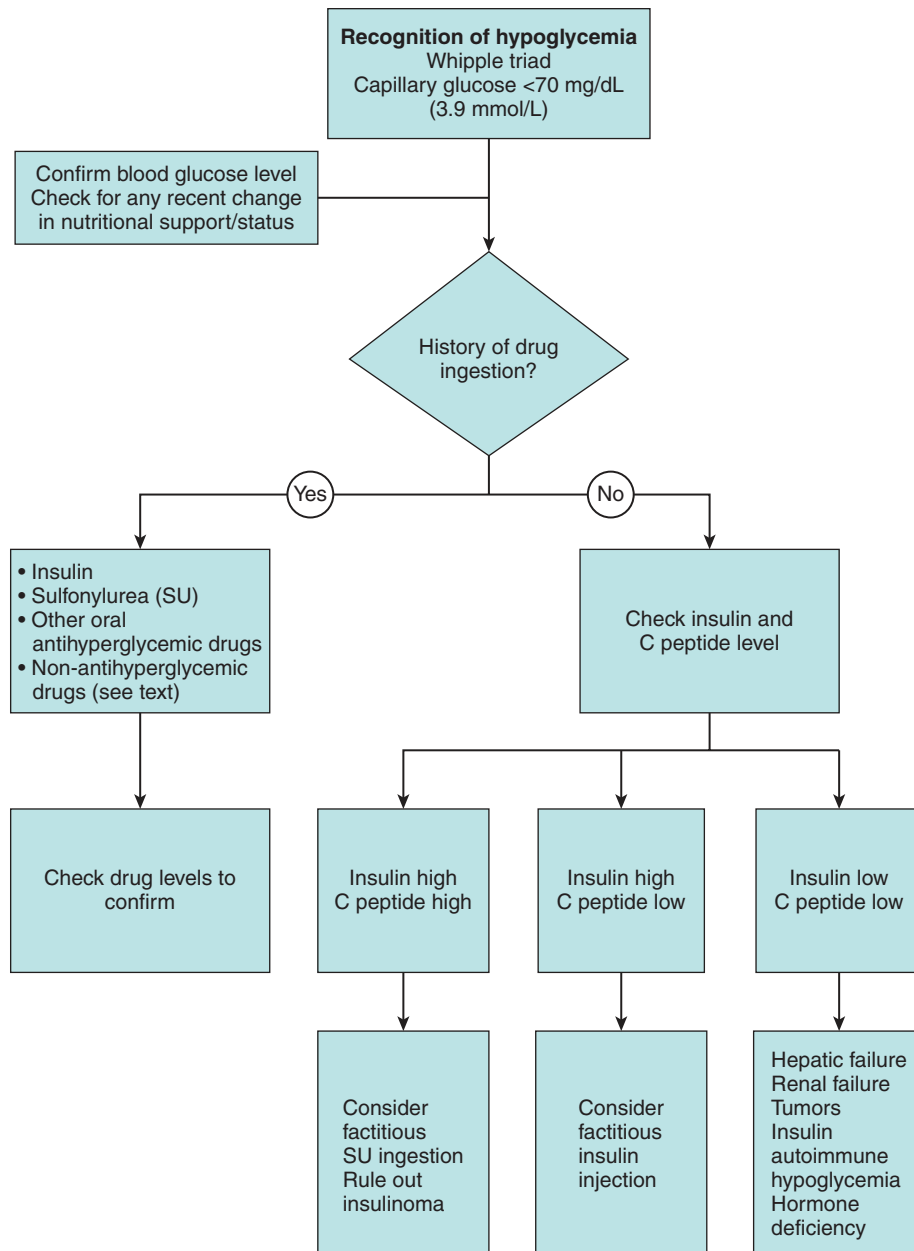 Recognition of hypoglycemia
Whipple triad
Capillary glucose <70 mg/dL
(3.9 mmol/L)
Confirm blood glucose level
Check for any recent change
in nutritional support/status
History of drug
ingestion?
Yes
No
• Insulin
• Sulfonylurea (SU)
• Other oral
antihyperglycemic drugs
• Non-antihyperglycemic
drugs (see text)
Check insulin and
C peptide level
Check drug levels to
confirm
Insulin high
C peptide high
Insulin high
C peptide low
Insulin low
C peptide low
Consider
factitious
SU ingestion
Rule out
insulinoma
Consider
factitious
insulin
injection
Hepatic failure
Renal failure
Tumors
Insulin
autoimmune
hypoglycemia
Hormone
deficiency